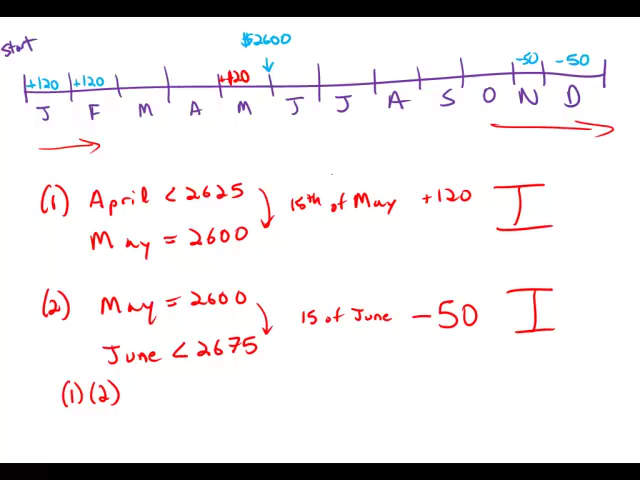 start
$2600
+120 +120 +120 -50 -50
J F M A M J J A S O N D
(1) April < 2625 15th of May +120 I
May = 2600
(2) May = 2600 15 of June -50 I
June < 2675
(1)(2)